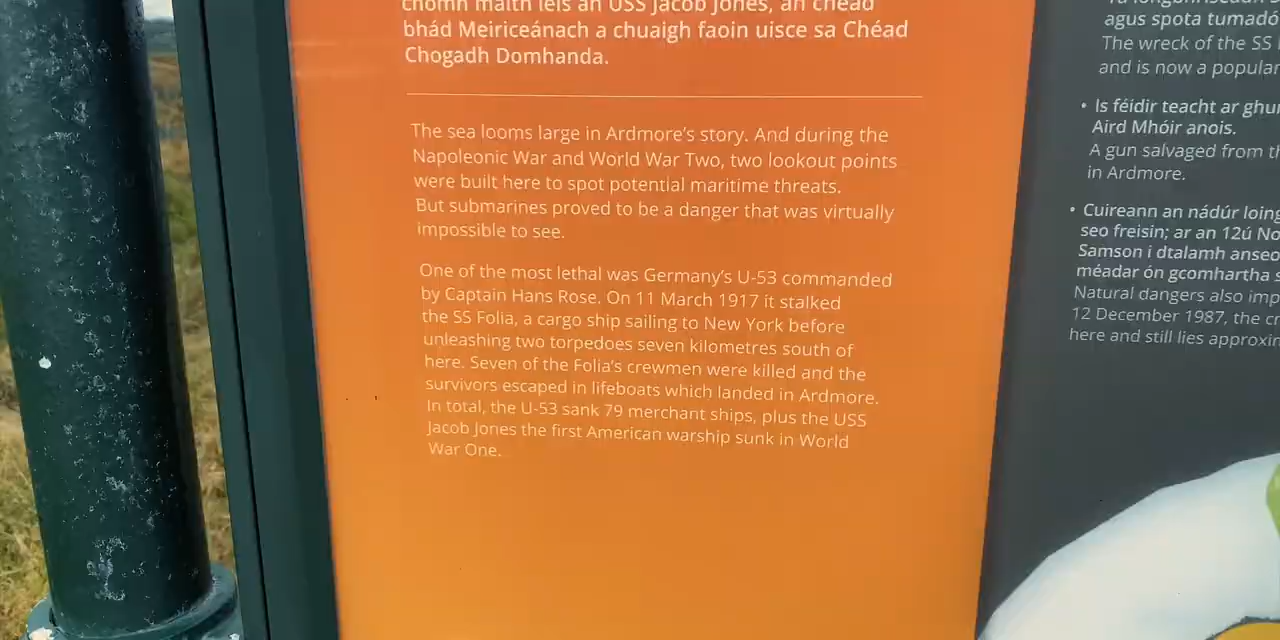 chomh maith leis an USS Jacob Jones, an chéad
bhád Meiriceánach a chuaigh faoin uisce sa Chéad
Chogadh Domhanda.
The sea looms large in Ardmore's story. And during the
Napoleonic War and World War Two, two lookout points
were built here to spot potential maritime threats.
But submarines proved to be a danger that was virtually
impossible to see.
One of the most lethal was Germany's U-53 commanded
by Captain Hans Rose. On 11 March 1917 it stalked
the SS Folia, a cargo ship sailing to New York before
unleashing two torpedoes seven kilometres south of
here. Seven of the Folia's crewmen were killed and the
survivors escaped in lifeboats which landed in Ardmore.
In total, the U-53 sank 79 merchant ships, plus the USS
Jacob Jones the first American warship sunk in World
War One.
agus spota tumadó
The wreck of the SS
and is now a popular
• Is féidir teacht ar
Aird Mhóir anois.
A gun salvaged from
in Ardmore.
• Cuireann an nádúr
seo freisin; ar an 12ú
Samson i dtalamh anseo
méadar ón gcomhartha
Natural dangers also
12 December 1987, the
here and still lies